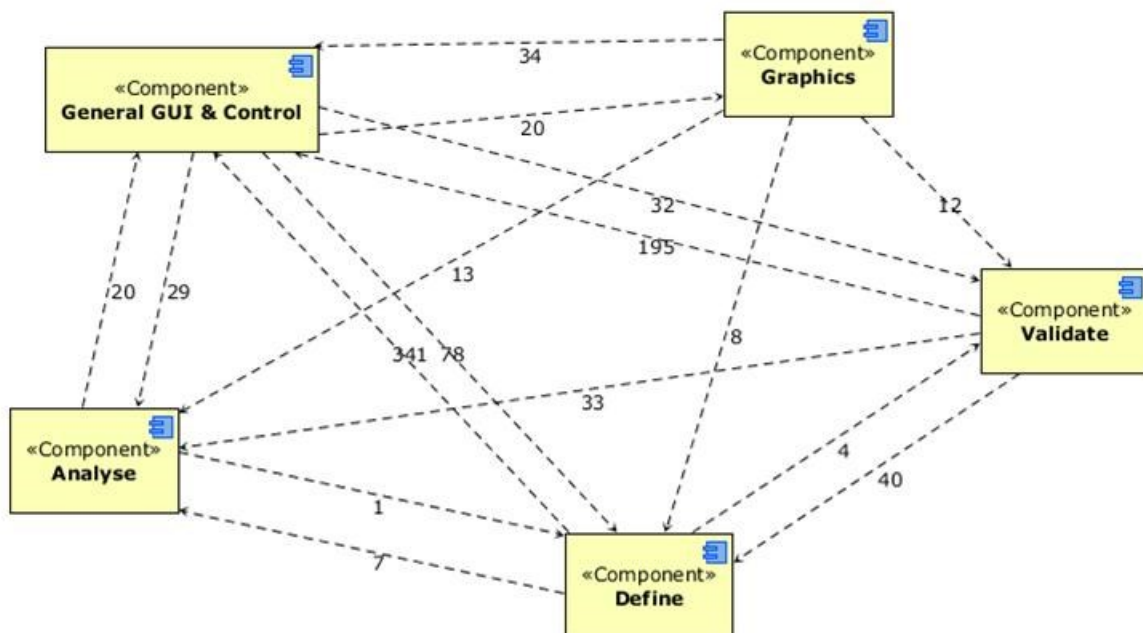 «Component»
Graphics
34
«Component»
General GUI & Control
20
32
12
195
13
20
29
8
«Component»
Validate
341
78
33
«Component»
Analyse
4
40
1
7
«Component»
Define